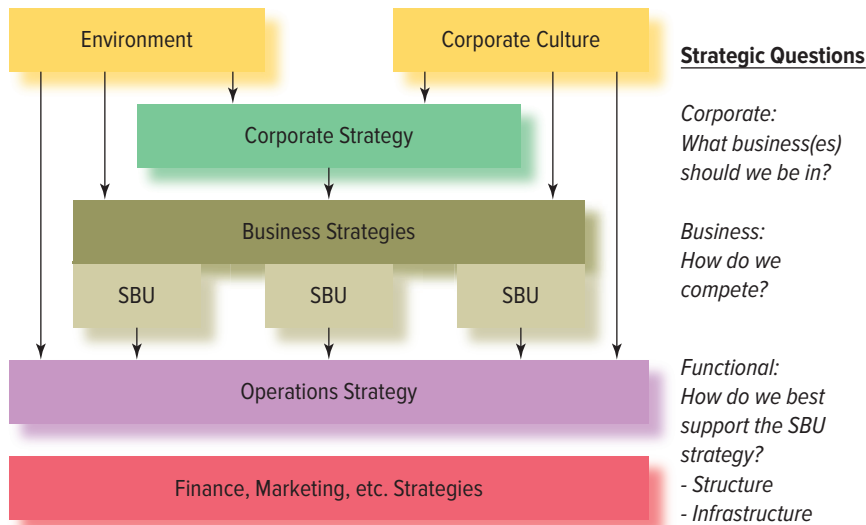 Environment
Corporate Culture
Strategic Questions
Corporate Strategy
Corporate:
What business(es)
should we be in?
Business Strategies
SBU
SBU
SBU
Business:
How do we
compete?
Operations Strategy
Functional:
How do we best
support the SBU
strategy?
- Structure
- Infrastructure
Finance, Marketing, etc. Strategies